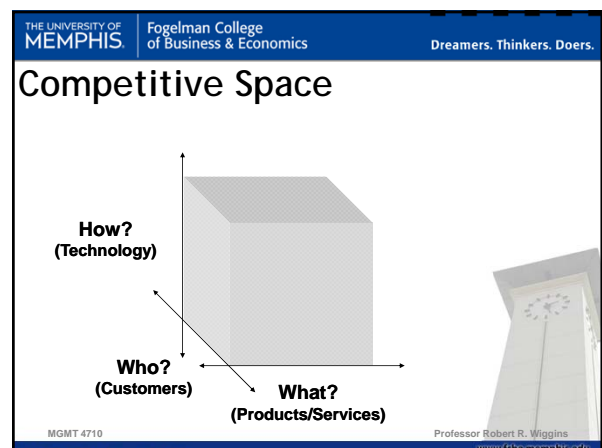 THE UNIVERSITY OF
MEMPHIS.
Fogelman College
of Business & Economics
Dreamers. Thinkers. Doers.
Competitive Space
How?
(Technology)
Who?
(Customers)
What?
(Products/Services)
MGMT 4710
Professor Robert R. Wiggins